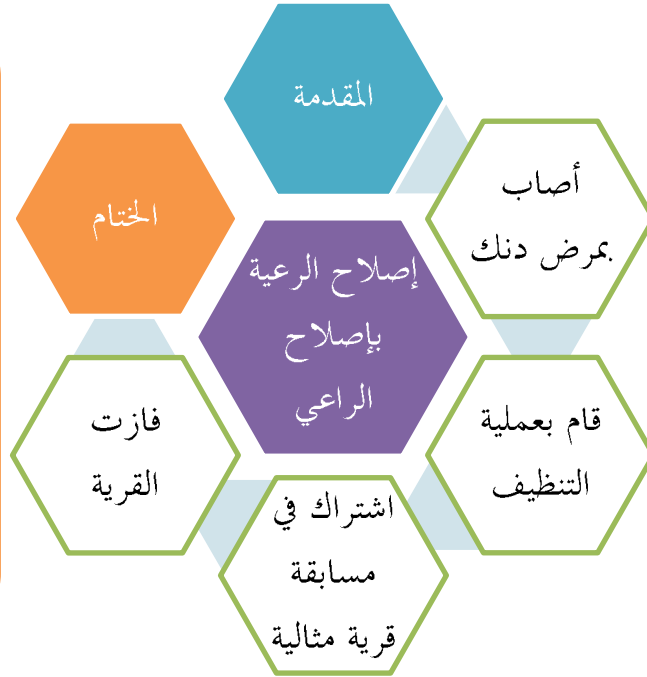 المقدمة
أصاب
بمرض دنك
قام بعملية
التنظيف
اشتراك في
مسابقة
قرية مثالية
فازت
القرية
الختام
إصلاح الرعية
بإصلاح
الراعي